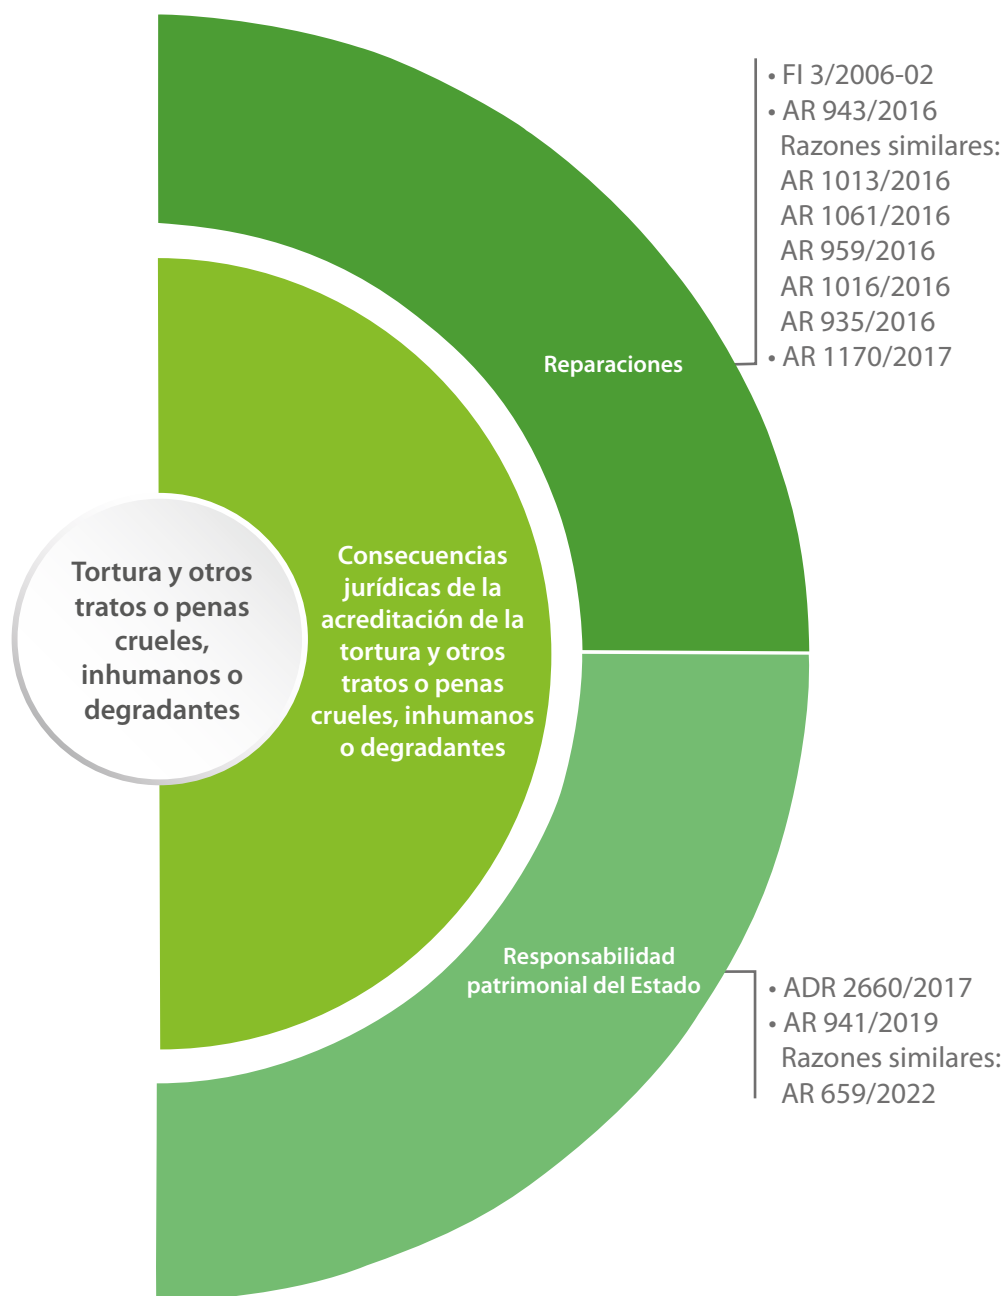 Tortura y otros
tratos o penas
crueles,
inhumanos o
degradantes
Consecuencias
jurídicas de la
acreditación de la
tortura y otros
tratos o penas
crueles, inhumanos
o degradantes
Reparaciones
• FI 3/2006-02
• AR 943/2016
Razones similares:
AR 1013/2016
AR 1061/2016
AR 959/2016
AR 1016/2016
AR 935/2016
• AR 1170/2017
Responsabilidad
patrimonial del Estado
• ADR 2660/2017
• AR 941/2019
Razones similares:
AR 659/2022